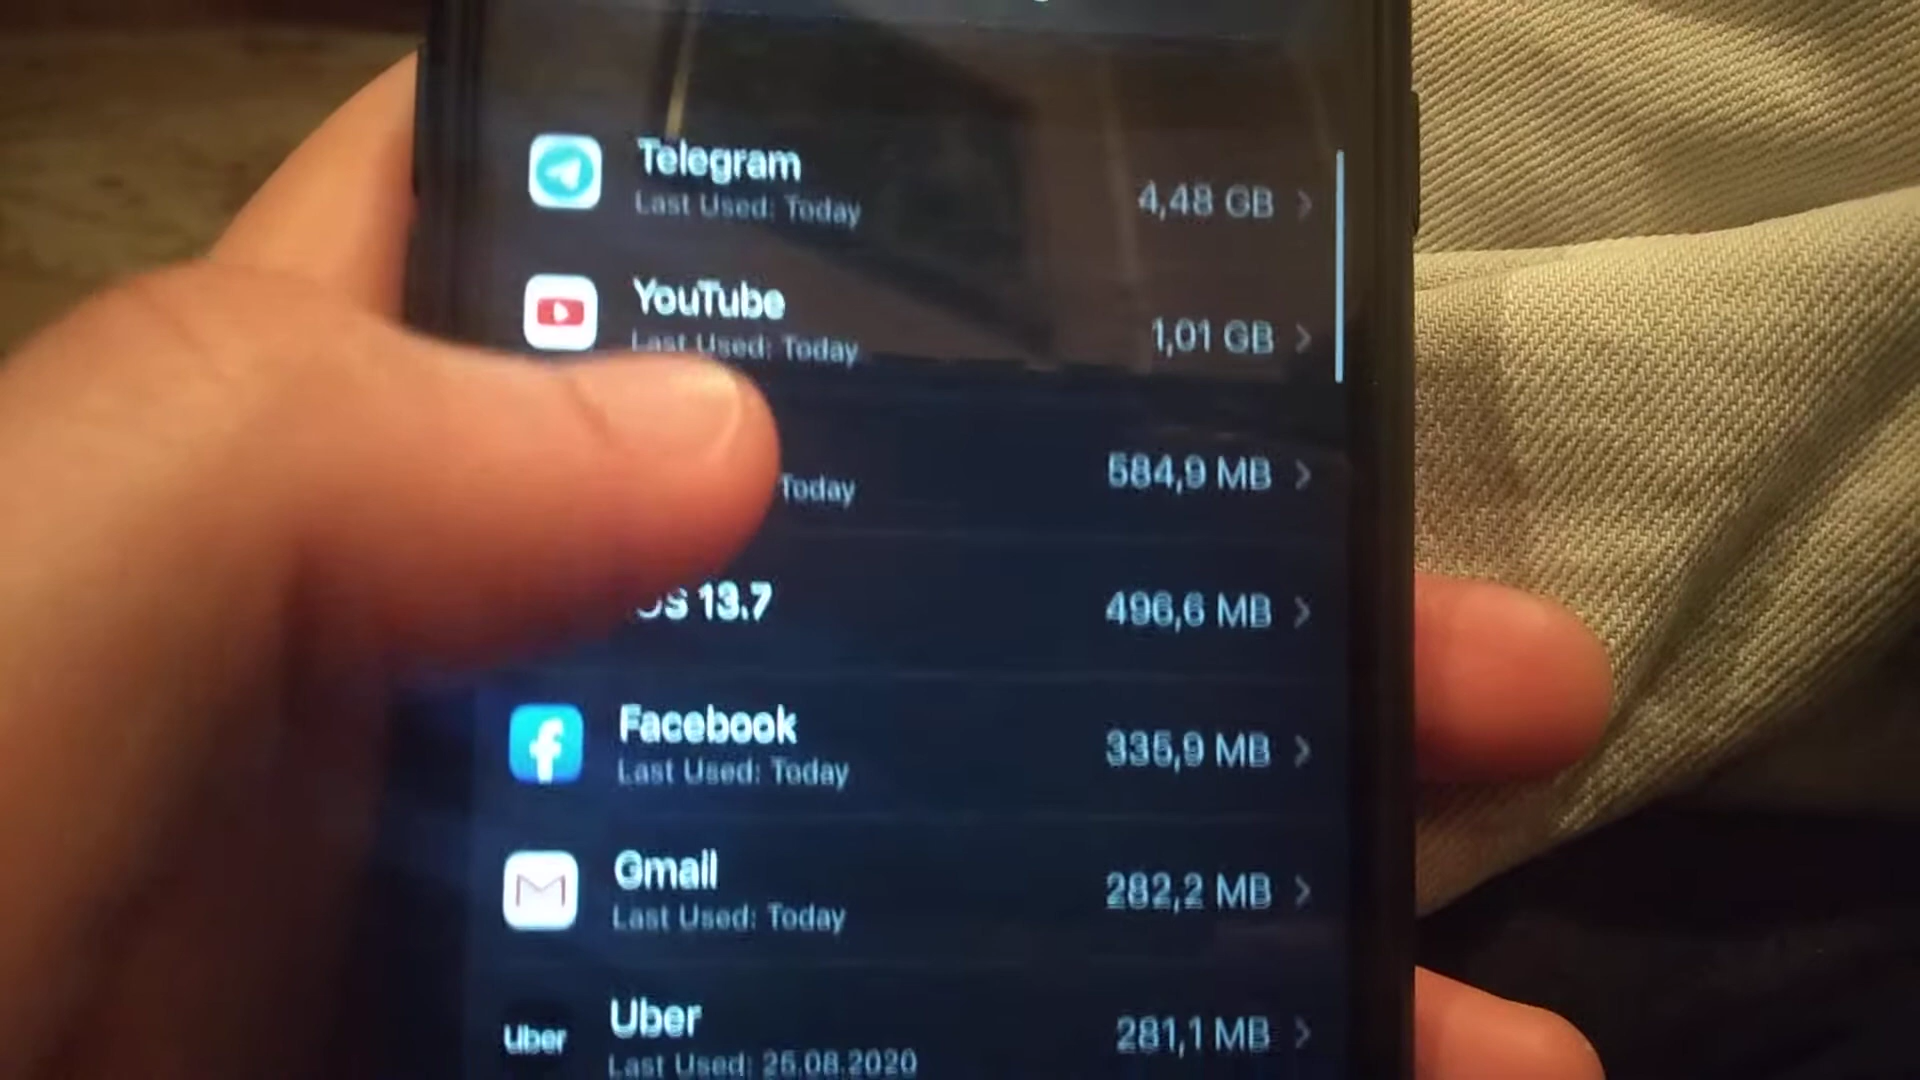 Telegram
Last Used: Today
4,48 GB
YouTube
Last Used: Today
1,01 GB
Today
584,9 MB
13.7
496,6 MB
Facebook
Last Used: Today
335,9 MB
Gmail
Last Used: Today
282,2 MB
Uber
Uber
Last Used: 25.08.2020
281,1 MB